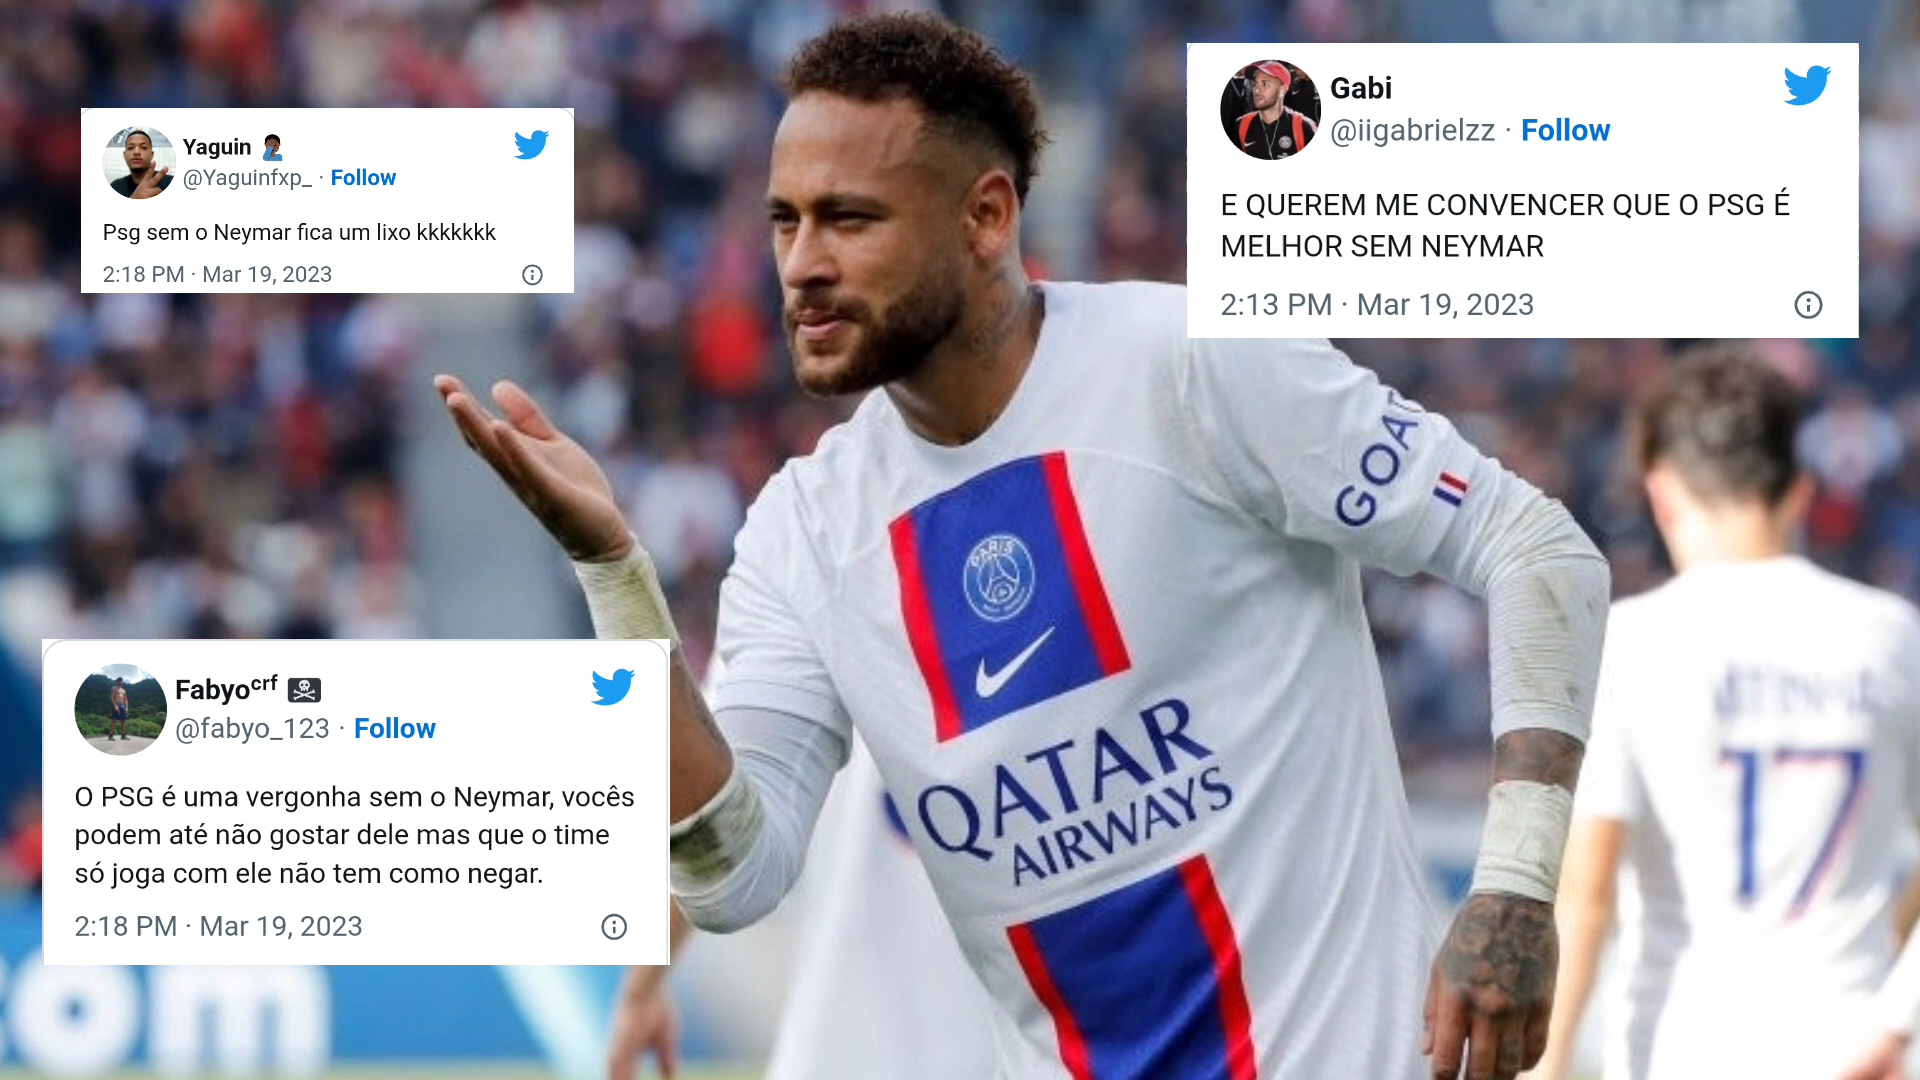 Yaguin
@Yaguinfxp_ · Follow
Psg sem o Neymar fica um lixo kkkkkkk
2:18 PM · Mar 19, 2023
Gabi
@iigabrielzz · Follow
E QUEREM ME CONVENCER QUE O PSG É
MELHOR SEM NEYMAR
2:13 PM · Mar 19, 2023
GOAT
PARIS
QATAR
AIRWAYS
17
Fabyoᶜʳᶠ
@fabyo_123 · Follow
O PSG é uma vergonha sem o Neymar, vocês
podem até não gostar dele mas que o time
só joga com ele não tem como negar.
2:18 PM · Mar 19, 2023
com